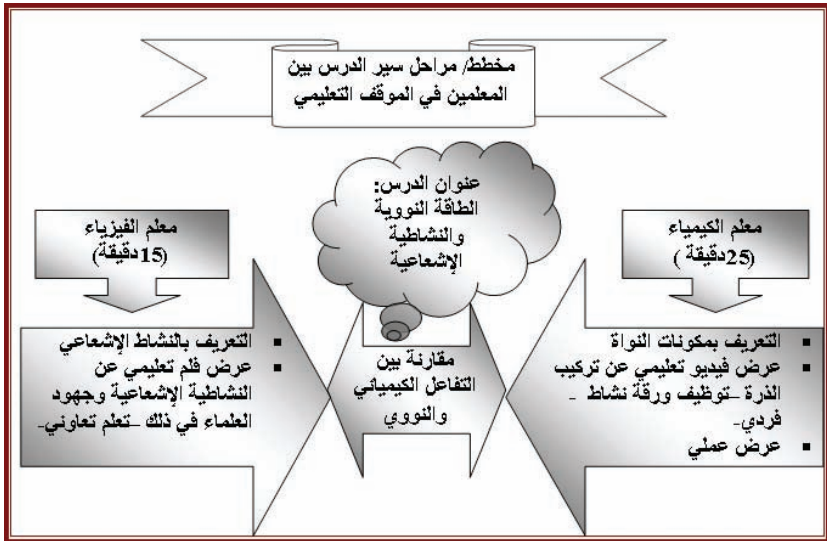 مخطط/ مراحل سير الدرس بين
المعلمين في الموقف التعليمي
عنوان الدرس:
الطاقة النووية
والنشاطية
الإشعاعية
معلم الكيمياء
(25دقيقة )
معلم الفيزياء
(15دقيقة)
▪ التعريف بمكونات النواة
▪ عرض فيديو تعليمي عن تركيب
الذرة –توظيف ورقة نشاط -
فردي-
▪ عرض عملي
مقارنة بين
التفاعل الكيميائي
والنووي
▪ التعريف بالنشاط الإشعاعي
▪ عرض فلم تعليمي عن
النشاطية الإشعاعية وجهود
العلماء في ذلك –تعلم تعاوني-